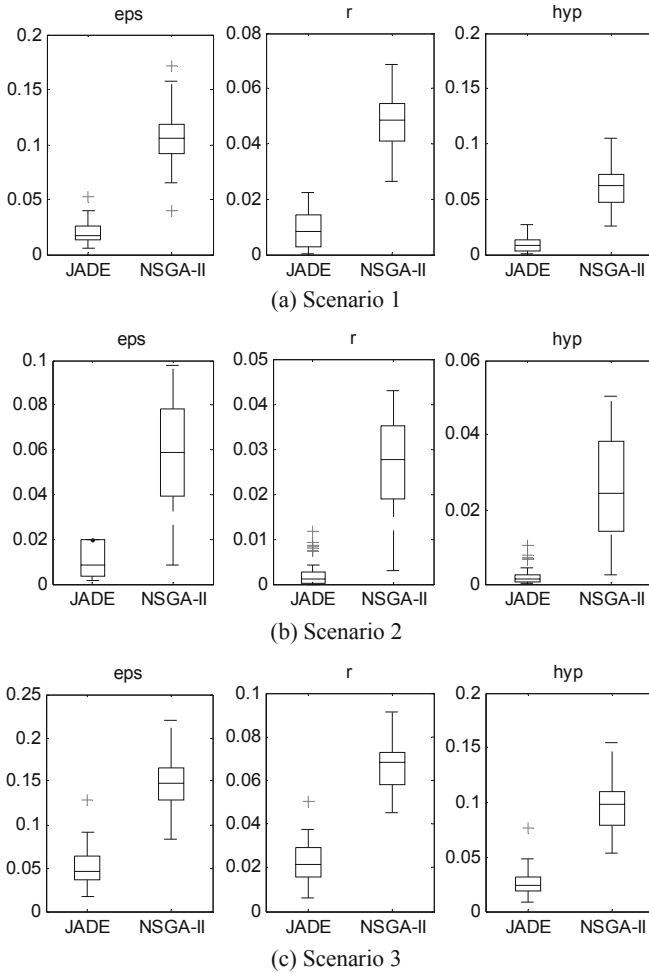 eps r hyp
0.2 0.08 0.2
0.15 0.06 0.15
0.1 0.04 0.1
0.05 0.02 0.05
0 0 0
JADE NSGA-II JADE NSGA-II JADE NSGA-II
(a) Scenario 1
eps r hyp
0.1 0.05 0.06
0.08 0.04
0.06 0.03 0.04
0.04 0.02 0.02
0.02 0.01
0 0 0
JADE NSGA-II JADE NSGA-II JADE NSGA-II
(b) Scenario 2
eps r hyp
0.25 0.1 0.2
0.2 0.08 0.15
0.15 0.06 0.1
0.1 0.04
0.05 0.02 0.05
0 0 0
JADE NSGA-II JADE NSGA-II JADE NSGA-II
(c) Scenario 3